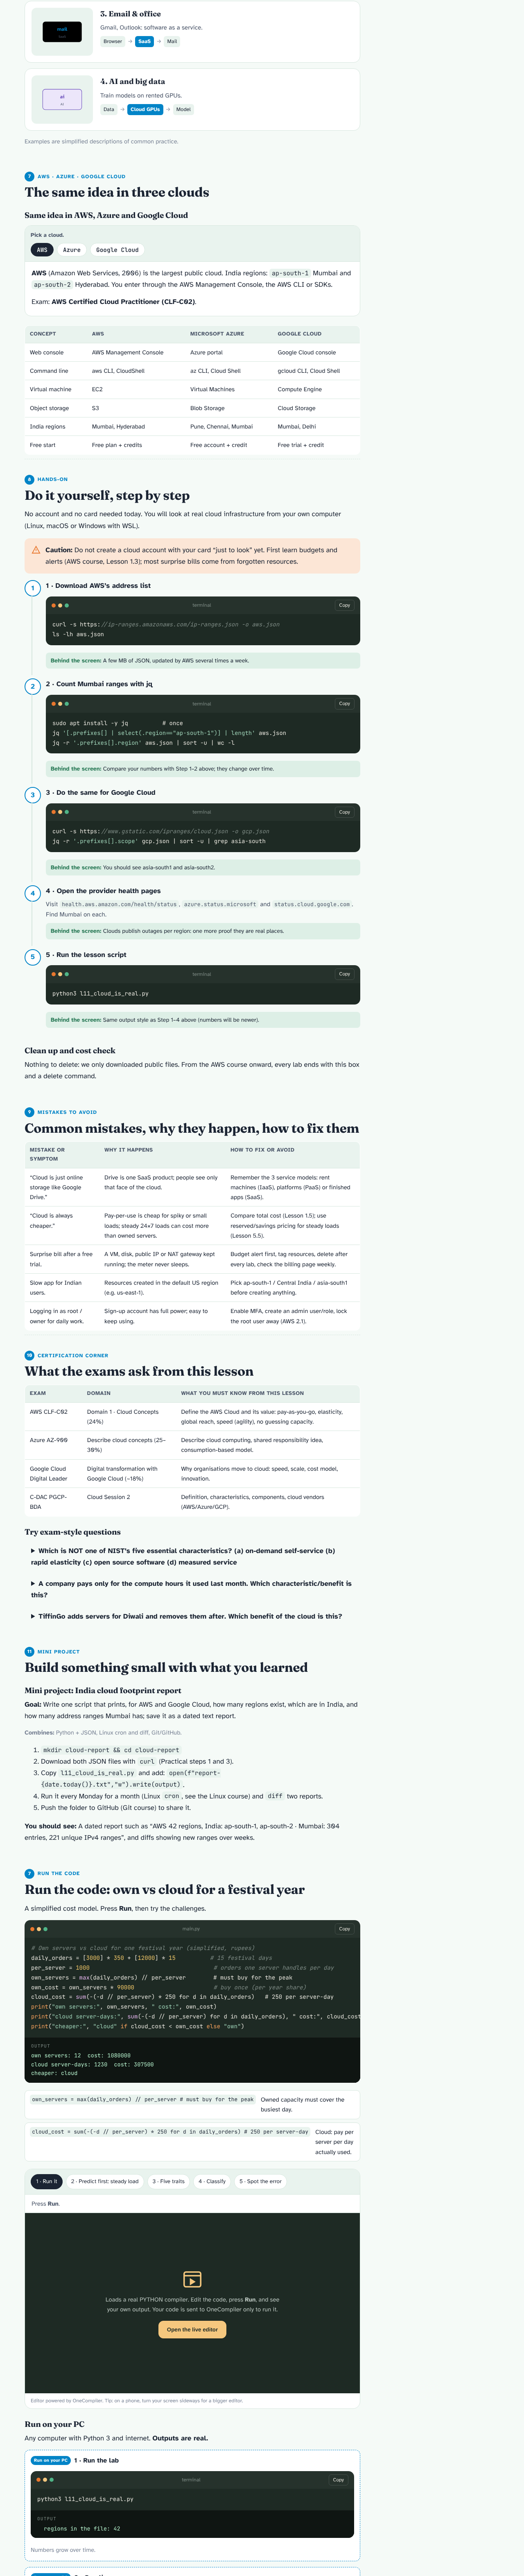 mail
3. Email & office
Gmail, Outlook: software as a service.
Browser → SaaS → Mail
ai
AI
4. AI and big data
Train models on rented GPUs.
Data → Cloud GPUs → Model
Examples are simplified descriptions of common practice.
7 AWS · AZURE · GOOGLE CLOUD
The same idea in three clouds
Same idea in AWS, Azure and Google Cloud
Pick a cloud.
AWS Azure Google Cloud
AWS (Amazon Web Services, 2006) is the largest public cloud. India regions: ap-south-1 Mumbai and
ap-south-2 Hyderabad. You enter through the AWS Management Console, the AWS CLI or SDKs.
Exam: AWS Certified Cloud Practitioner (CLF-C02).
CONCEPT AWS MICROSOFT AZURE GOOGLE CLOUD
Web console AWS Management Console Azure portal Google Cloud console
Command line aws CLI, CloudShell az CLI, Cloud Shell gcloud CLI, Cloud Shell
Virtual machine EC2 Virtual Machines Compute Engine
Object storage S3 Blob Storage Cloud Storage
India regions Mumbai, Hyderabad Pune, Chennai, Mumbai Mumbai, Delhi
Free start Free plan + credits Free account + credit Free trial + credit
HANDS-ON
Do it yourself, step by step
No account and no card needed today. You will look at real cloud infrastructure from your own computer
(Linux, macOS or Windows with WSL).
Caution: Do not create a cloud account with your card "just to look" yet. First learn budgets and
alerts (AWS course, Lesson 1.3); most surprise bills come from forgotten resources.
1 1 · Download AWS's address list
terminal Copy
curl -s https://ip-ranges.amazonaws.com/ip-ranges.json -o aws.json
ls -lh aws.json
Behind the screen: A few MB of JSON, updated by AWS several times a week.
2 2 · Count Mumbai ranges with jq
terminal Copy
sudo apt install -y jq # once
jq '[.prefixes[] | select(.region=="ap-south-1")] | length' aws.json
jq -r '.prefixes[].region' aws.json | sort -u | wc -l
Behind the screen: Compare your numbers with Step 1–2 above; they change over time.
3 3 · Do the same for Google Cloud
terminal Copy
curl -s https://www.gstatic.com/ipranges/cloud.json -o gcp.json
jq -r '.prefixes[].scope' gcp.json | sort -u | grep asia-south
Behind the screen: You should see asia-south1 and asia-south2.
4 4 · Open the provider health pages
Visit health.aws.amazon.com/health/status, azure.status.microsoft and status.cloud.google.com.
Find Mumbai on each.
Behind the screen: Clouds publish outages per region; one more proof they are real places.
5 5 · Run the lesson script
terminal Copy
python3 l11_cloud_is_real.py
Behind the screen: Same output style as Step 1–4 above (numbers will be newer).
Clean up and cost check
Nothing to delete: we only downloaded public files. From the AWS course onward, every lab ends with this box
and a delete command.
9 MISTAKES TO AVOID
Common mistakes, why they happen, how to fix them
MISTAKE OR SYMPTOM WHY IT HAPPENS HOW TO FIX OR AVOID
"Cloud is just online storage like Google Drive." Drive is one SaaS product; people see only that face of the cloud. Remember the 3 service models: rent machines (IaaS), platforms (PaaS) or finished apps (SaaS).
"Cloud is always cheaper." Pay-per-use is cheap for spiky or small loads; steady 24×7 loads can cost more than owned servers. Compare total cost (Lesson 1.5); use reserved/savings pricing for steady loads (Lesson 5.5).
Surprise bill after a free trial. A VM, disk, public IP or NAT gateway kept running; the meter never sleeps. Budget alert first, tag resources, delete after every lab, check the billing page weekly.
Slow app for Indian users. Resources created in the default US region (e.g. us-east-1). Pick ap-south-1 / Central India / asia-south1 before creating anything.
Logging in as root / owner for daily work. Sign-up account has full power; easy to keep using. Enable MFA, create an admin user/role, lock the root user away (AWS 2.1).
10 CERTIFICATION CORNER
What the exams ask from this lesson
EXAM DOMAIN WHAT YOU MUST KNOW FROM THIS LESSON
AWS CLF-C02 Domain 1 · Cloud Concepts (24%) Define the AWS Cloud and its value: pay-as-you-go, elasticity, global reach, speed (agility), no guessing capacity.
Azure AZ-900 Describe cloud concepts (25–30%) Describe cloud computing, shared responsibility idea, consumption-based model.
Google Cloud Digital Leader Digital transformation with Google Cloud (~18%) Why organisations move to cloud: speed, scale, cost model, innovation.
C-DAC PGCP-BDA Cloud Session 2 Definition, characteristics, components, cloud vendors (AWS/Azure/GCP).
Try exam-style questions
▶ Which is NOT one of NIST's five essential characteristics? (a) on-demand self-service (b)
rapid elasticity (c) open source software (d) measured service
▶ A company pays only for the compute hours it used last month. Which characteristic/benefit is
this?
▶ TiffinGo adds servers for Diwali and removes them after. Which benefit of the cloud is this?
11 MINI PROJECT
Build something small with what you learned
Mini project: India cloud footprint report
Goal: Write one script that prints, for AWS and Google Cloud, how many regions exist, which are in India, and
how many address ranges Mumbai has; save it as a dated text report.
Combines: Python + JSON, Linux cron and diff, Git/GitHub.
1. mkdir cloud-report && cd cloud-report
2. Download both JSON files with curl (Practical steps 1 and 3).
3. Copy l11_cloud_is_real.py and add: open(f"report-
{date.today()}.txt","w").write(output).
4. Run it every Monday for a month (Linux cron, see the Linux course) and diff two reports.
5. Push the folder to GitHub (Git course) to share it.
You should see: A dated report such as "AWS 42 regions, India: ap-south-1, ap-south-2 · Mumbai: 304
entries, 221 unique IPv4 ranges", and diffs showing new ranges over weeks.
RUN THE CODE
Run the code: own vs cloud for a festival year
A simplified cost model. Press Run, then try the challenges.
main.py Copy
# Own servers vs cloud for one festival year (simplified, rupees)
daily_orders = [3000] * 350 + [12000] * 15 # 15 festival days
per_server = 1000 # orders one server handles per day
own_servers = max(daily_orders) // per_server # must buy for the peak
own_cost = own_servers * 90000 # buy once (per year share)
cloud_cost = sum(-(-d // per_server) * 250 for d in daily_orders) # 250 per server-day
print("own servers:", own_servers, " cost:", own_cost)
print("cloud server-days:", sum(-(-d // per_server) for d in daily_orders), " cost:", cloud_cost
print("cheaper:", "cloud" if cloud_cost < own_cost else "own")
OUTPUT
own servers: 12 cost: 1080000
cloud server-days: 1230 cost: 307500
cheaper: cloud
own_servers = max(daily_orders) // per_server # must buy for the peak Owned capacity must cover the
busiest day.
cloud_cost = sum(-(-d // per_server) * 250 for d in daily_orders) # 250 per server-day Cloud: pay per
server per day
actually used.
1 · Run it 2 · Predict first: steady load 3 · Five traits 4 · Classify 5 · Spot the error
Press Run.
Loads a real PYTHON compiler. Edit the code, press Run, and see
your own output. Your code is sent to OneCompiler only to run it.
Open the live editor
Editor powered by OneCompiler. Tip: on a phone, turn your screen sideways for a bigger editor.
Run on your PC
Any computer with Python 3 and internet. Outputs are real.
Run on your PC 1 · Run the lab
terminal Copy
python3 l11_cloud_is_real.py
OUTPUT
regions in the file: 42
Numbers grow over time.